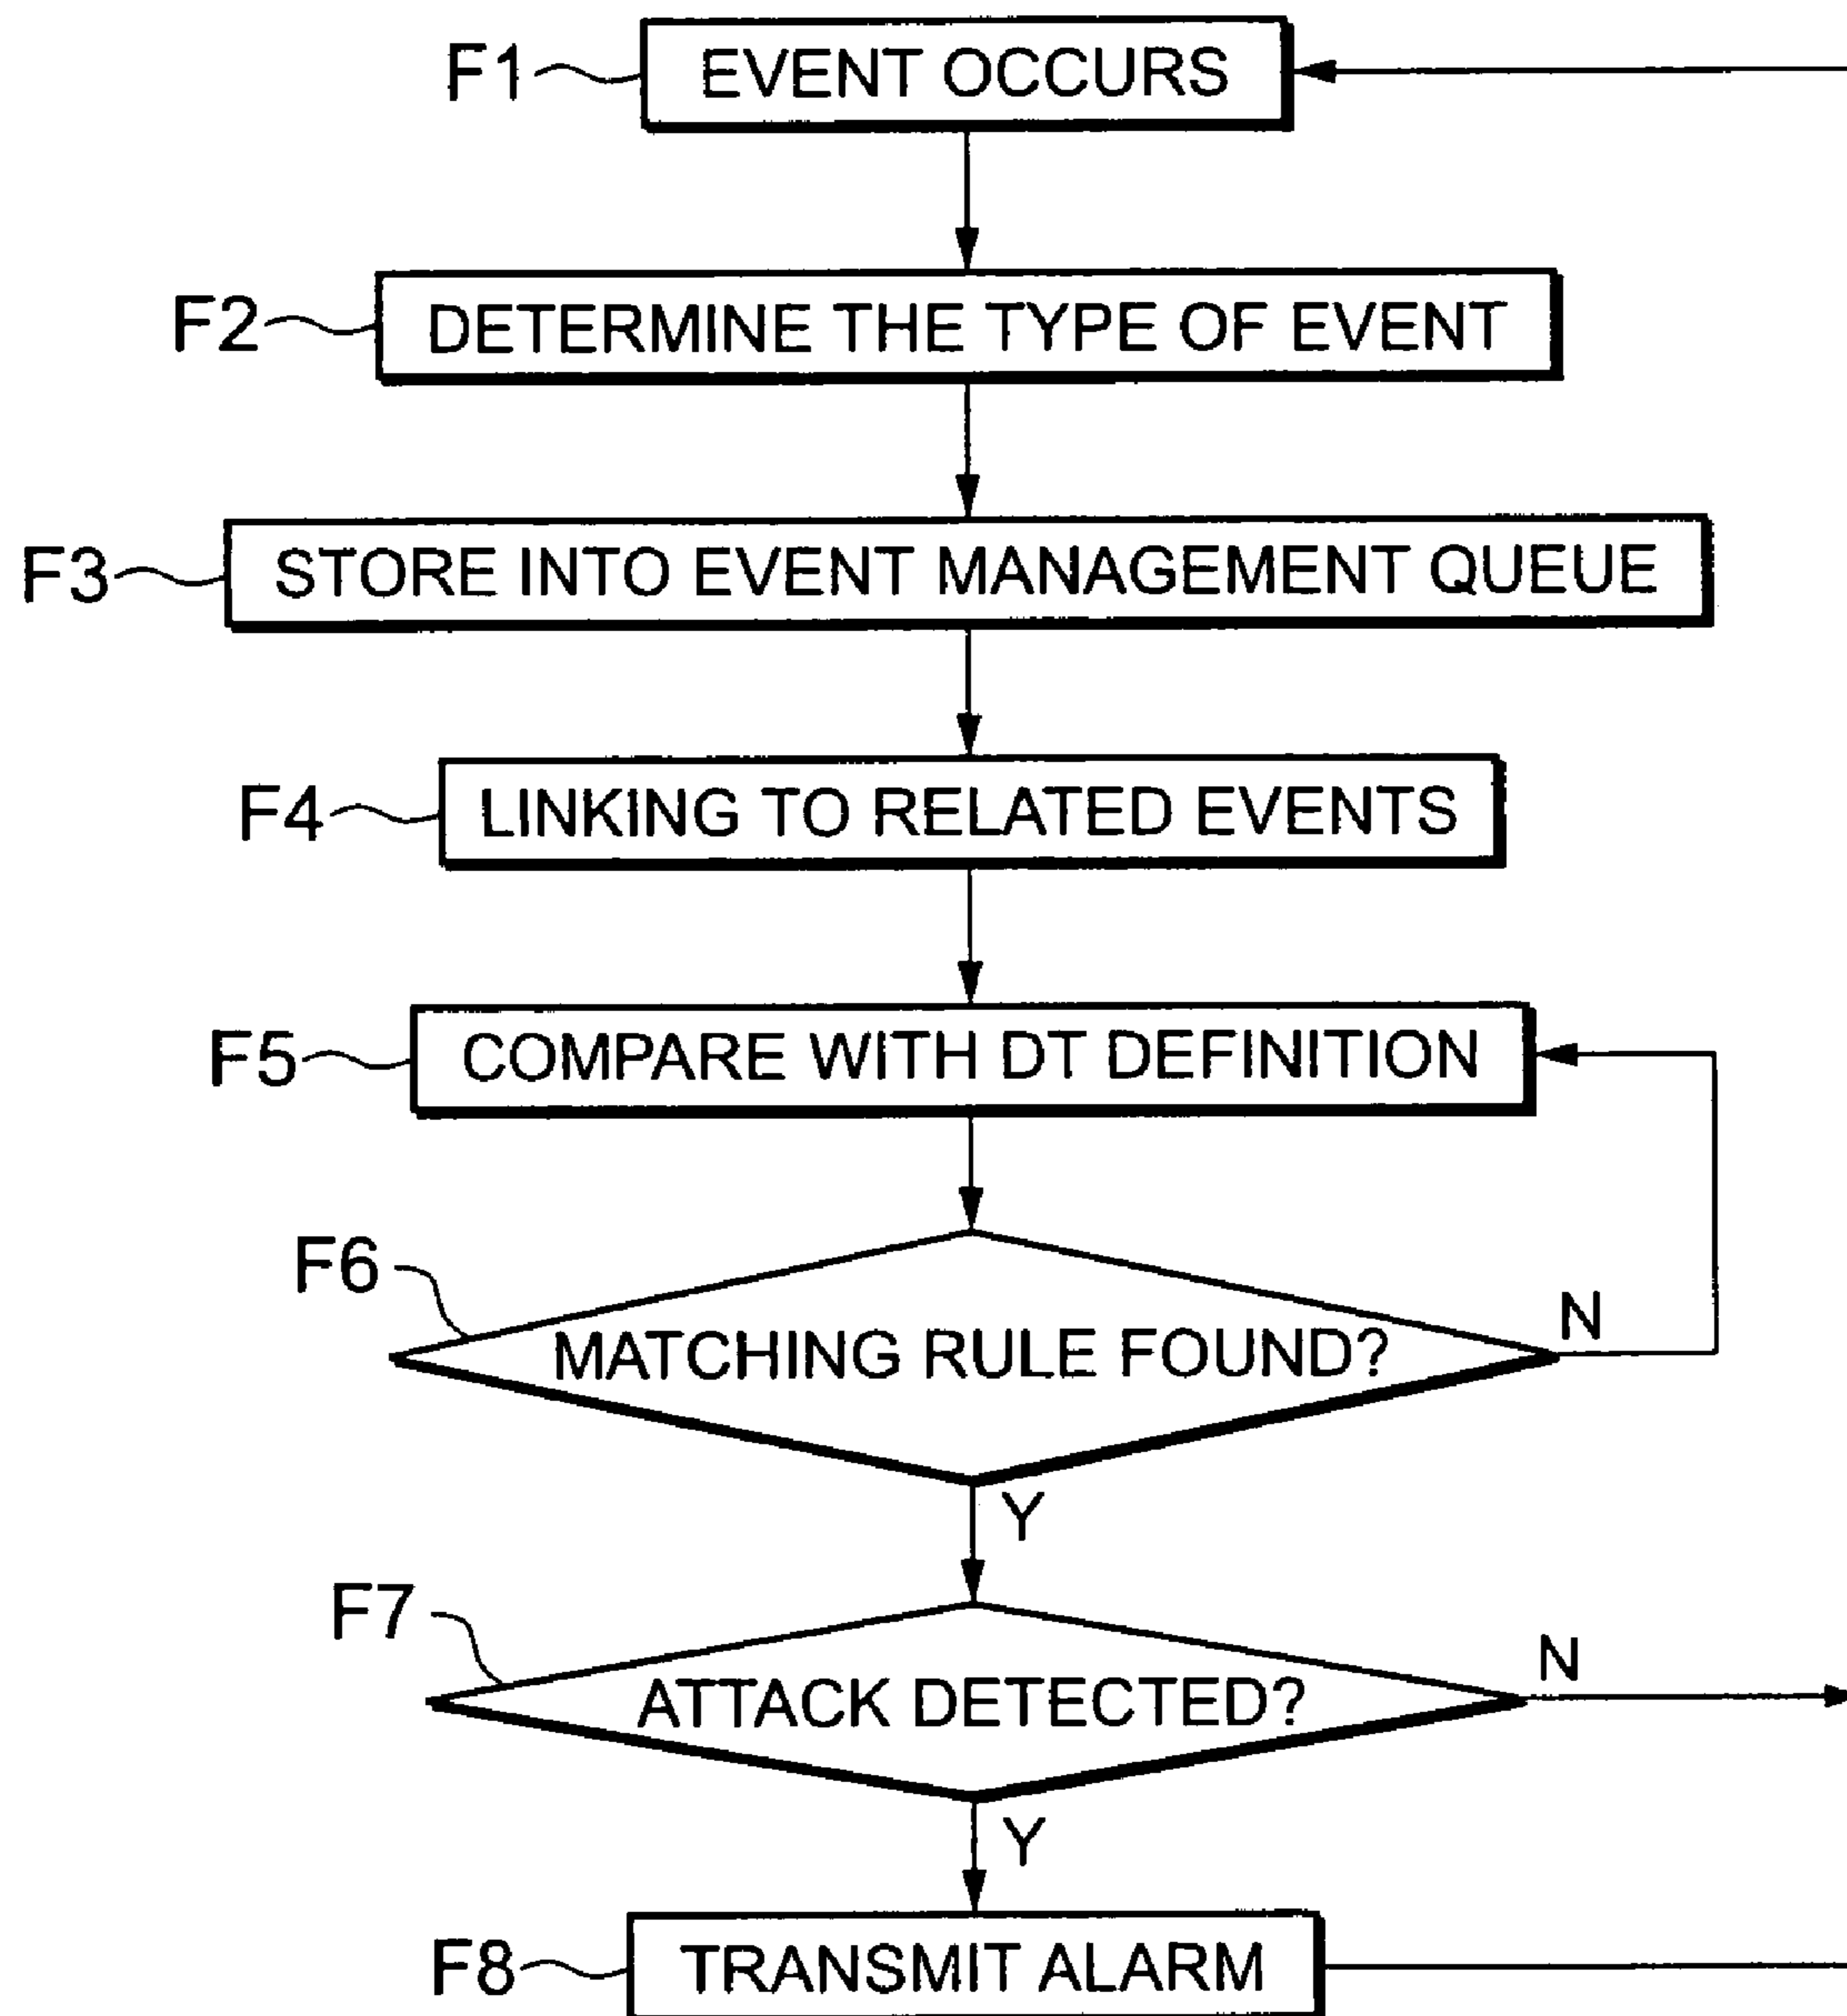 F1 EVENT OCCURS
F2 DETERMINE THE TYPE OF EVENT
F3 STORE INTO EVENT MANAGEMENT QUEUE
F4 LINKING TO RELATED EVENTS
F5 COMPARE WITH DT DEFINITION
F6 MATCHING RULE FOUND? N
Y
F7 ATTACK DETECTED? N
Y
F8 TRANSMIT ALARM